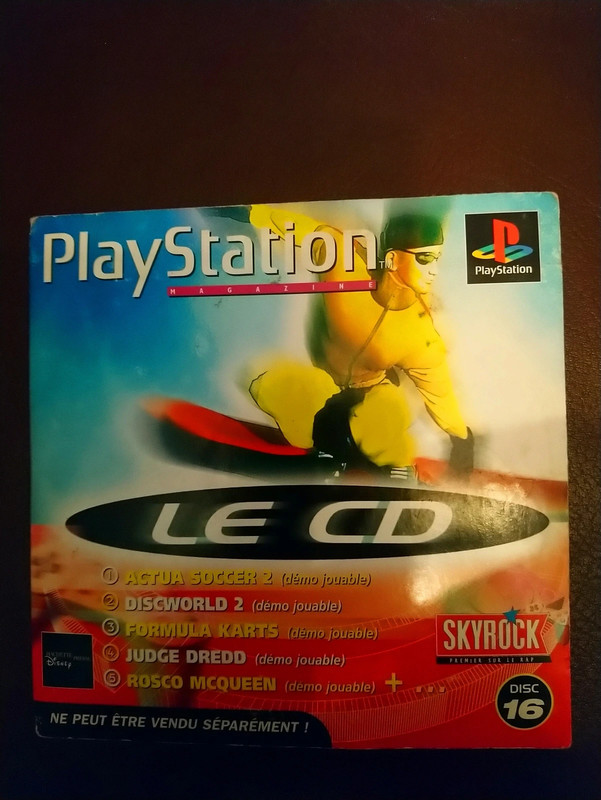 PlayStation™
MAGAZINE
PlayStation
LE CD
1 ACTUA SOCCER 2 (démo jouable)
2 DISCWORLD 2 (démo jouable)
3 FORMULA KARTS (démo jouable)
4 JUDGE DREDD (démo jouable)
5 ROSCO MCQUEEN (démo jouable) + ...
SKYROCK
PREMIER SUR LE RAP
Disney
DISC
16
NE PEUT ÊTRE VENDU SÉPARÉMENT !